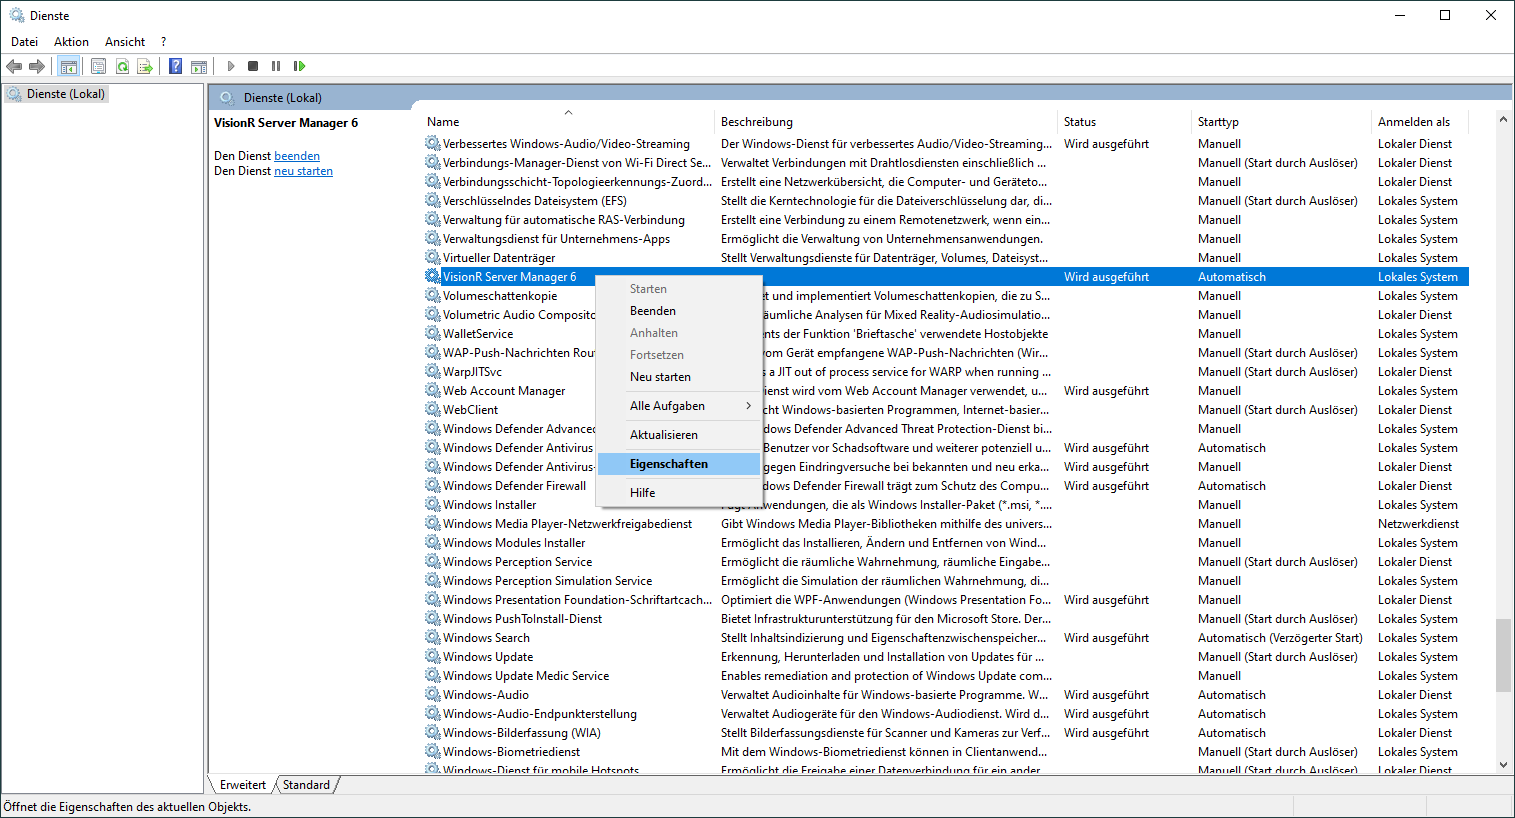 Dienste
Datei Aktion Ansicht ?
Dienste (Lokal)
Dienste (Lokal)
VisionR Server Manager 6
Den Dienst beenden
Den Dienst neu starten
Name Beschreibung Status Starttyp Anmelden als
Verbessertes Windows-Audio/Video-Streaming Der Windows-Dienst für verbessertes Audio/Video-Streaming... Wird ausgeführt Manuell Lokaler Dienst
Verbindungs-Manager-Dienst von Wi-Fi Direct Se... Verwaltet Verbindungen mit Drahtlosdiensten einschließlich ... Manuell (Start durch Auslöser) Lokaler Dienst
Verbindungsschicht-Topologieerkennungs-Zuord... Erstellt eine Netzwerkübersicht, die Computer- und Geräteto... Manuell Lokaler Dienst
Verschlüsselndes Dateisystem (EFS) Stellt die Kerntechnologie für die Dateiverschlüsselung dar, di... Manuell (Start durch Auslöser) Lokales System
Verwaltung für automatische RAS-Verbindung Erstellt eine Verbindung zu einem Remotenetzwerk, wenn ein... Manuell Lokales System
Verwaltungsdienst für Unternehmens-Apps Ermöglicht die Verwaltung von Unternehmensanwendungen. Manuell Lokales System
Virtueller Datenträger Stellt Verwaltungsdienste für Datenträger, Volumes, Dateisyst... Manuell Lokales System
VisionR Server Manager 6 Wird ausgeführt Automatisch Lokales System
Volumeschattenkopie et und implementiert Volumeschattenkopien, die zu S... Manuell Lokales System
Volumetric Audio Composito räumliche Analysen für Mixed Reality-Audiosimulatio... Manuell Lokaler Dienst
WalletService ents der Funktion 'Brieftasche' verwendete Hostobjekte Manuell Lokales System
WAP-Push-Nachrichten Rou vom Gerät empfangene WAP-Push-Nachrichten (Wir... Manuell (Start durch Auslöser) Lokales System
WarpJITSvc s a JIT out of process service for WARP when running ... Manuell (Start durch Auslöser) Lokaler Dienst
Web Account Manager dienst wird vom Web Account Manager verwendet, u... Wird ausgeführt Manuell Lokales System
WebClient cht Windows-basierten Programmen, Internet-basier... Manuell (Start durch Auslöser) Lokaler Dienst
Windows Defender Advanced ndows Defender Advanced Threat Protection-Dienst bi... Manuell Lokales System
Windows Defender Antivirus Benutzer vor Schadsoftware und weiterer potenziell u... Wird ausgeführt Automatisch Lokales System
Windows Defender Antivirus- gegen Eindringversuche bei bekannten und neu erka... Wird ausgeführt Manuell Lokaler Dienst
Windows Defender Firewall ndows Defender Firewall trägt zum Schutz des Compu... Wird ausgeführt Automatisch Lokaler Dienst
Windows Installer Fügt Anwendungen, die als Windows Installer-Paket (*.msi, *.... Manuell Lokales System
Windows Media Player-Netzwerkfreigabedienst Gibt Windows Media Player-Bibliotheken mithilfe des univers... Manuell Netzwerkdienst
Windows Modules Installer Ermöglicht das Installieren, Ändern und Entfernen von Wind... Manuell Lokales System
Windows Perception Service Ermöglicht die räumliche Wahrnehmung, räumliche Eingabe... Manuell (Start durch Auslöser) Lokaler Dienst
Windows Perception Simulation Service Ermöglicht die Simulation der räumlichen Wahrnehmung, di... Manuell Lokales System
Windows Presentation Foundation-Schriftartcach... Optimiert die WPF-Anwendungen (Windows Presentation Fo... Wird ausgeführt Manuell Lokaler Dienst
Windows PushToInstall-Dienst Bietet Infrastrukturunterstützung für den Microsoft Store. Der... Manuell (Start durch Auslöser) Lokales System
Windows Search Stellt Inhaltsindizierung und Eigenschaftenzwischenspeicher... Wird ausgeführt Automatisch (Verzögerter Start) Lokales System
Windows Update Erkennung, Herunterladen und Installation von Updates für ... Manuell (Start durch Auslöser) Lokales System
Windows Update Medic Service Enables remediation and protection of Windows Update com... Manuell Lokales System
Windows-Audio Verwaltet Audioinhalte für Windows-basierte Programme. W... Wird ausgeführt Automatisch Lokaler Dienst
Windows-Audio-Endpunkterstellung Verwaltet Audiogeräte für den Windows-Audiodienst. Wird d... Wird ausgeführt Automatisch Lokales System
Windows-Bilderfassung (WIA) Stellt Bilderfassungsdienste für Scanner und Kameras zur Verf... Wird ausgeführt Automatisch Lokaler Dienst
Windows-Biometriedienst Mit dem Windows-Biometriedienst können in Clientanwend... Manuell (Start durch Auslöser) Lokales System
Windows-Dienst für mobile Hotspots Ermöglicht die Freigabe einer Datenverbindung für ein ander... Manuell (Start durch Auslöser) Lokaler Dienst
Starten
Beenden
Anhalten
Fortsetzen
Neu starten
Alle Aufgaben
Aktualisieren
Eigenschaften
Hilfe
Erweitert Standard
Öffnet die Eigenschaften des aktuellen Objekts.